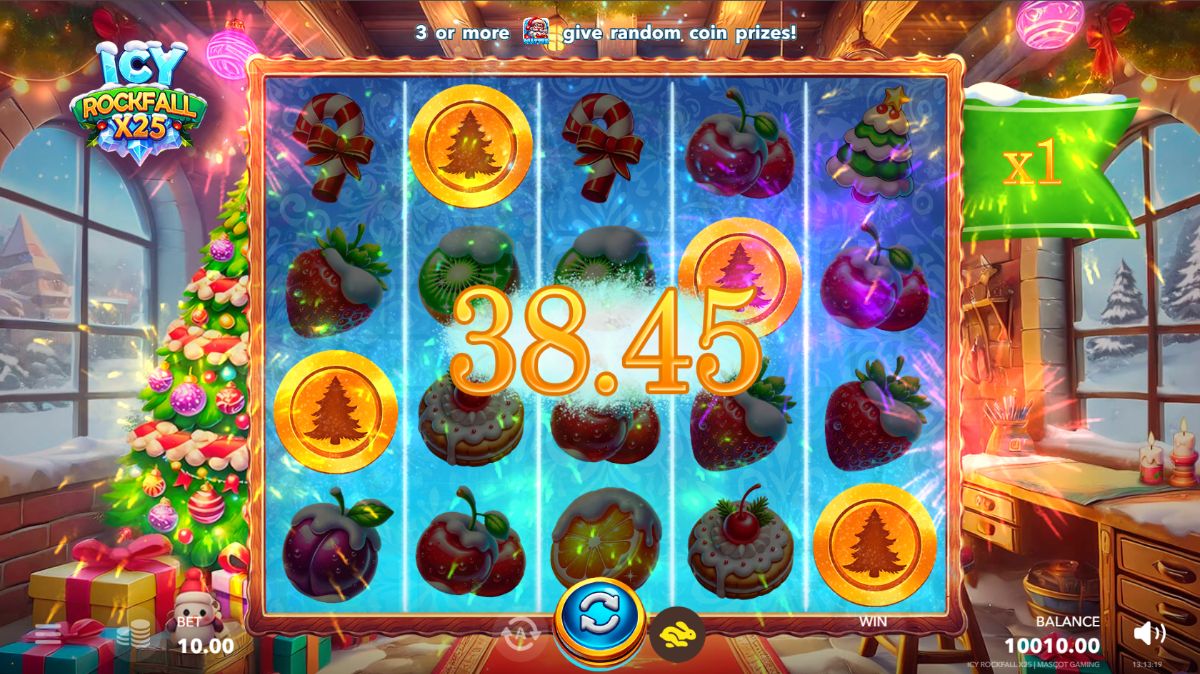 3 or more give random coin prizes!
ICY
ROCKFALL
X25
x1
38.45
BET
10.00
A
WIN
BALANCE
10010.00
ICY ROCKFALL X25 | MASCOT GAMING
13:13:19